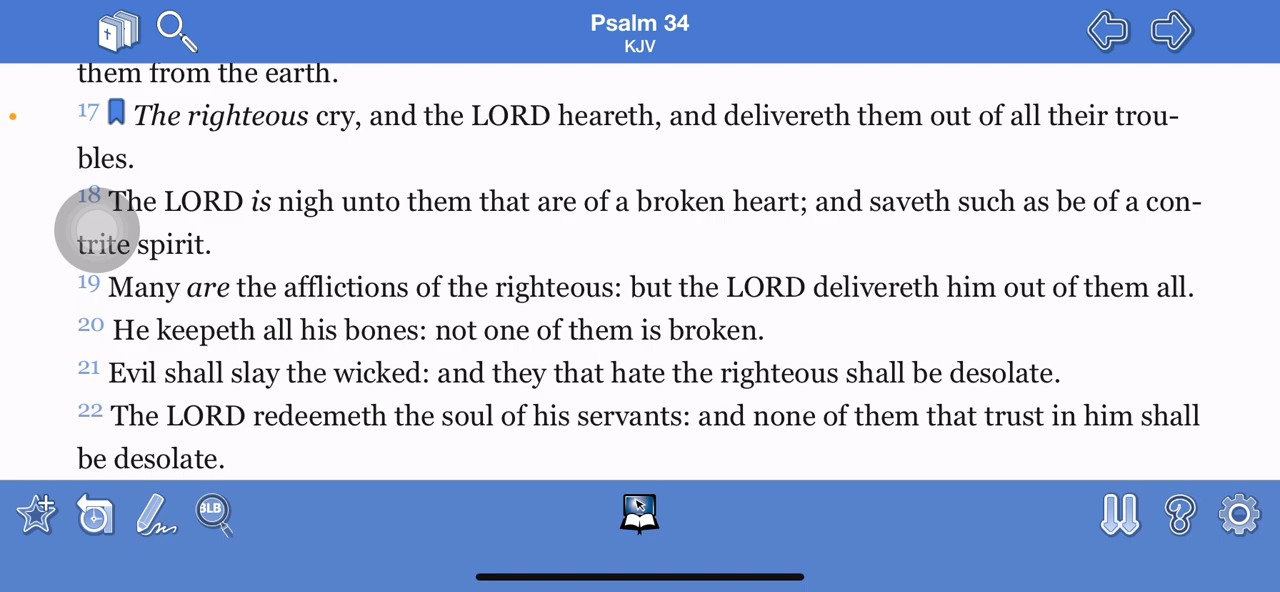 Psalm 34
KJV
them from the earth.
17 The righteous cry, and the LORD heareth, and delivereth them out of all their trou-
bles.
18 The LORD is nigh unto them that are of a broken heart; and saveth such as be of a con-
trite spirit.
19 Many are the afflictions of the righteous: but the LORD delivereth him out of them all.
20 He keepeth all his bones: not one of them is broken.
21 Evil shall slay the wicked: and they that hate the righteous shall be desolate.
22 The LORD redeemeth the soul of his servants: and none of them that trust in him shall
be desolate.
BLB